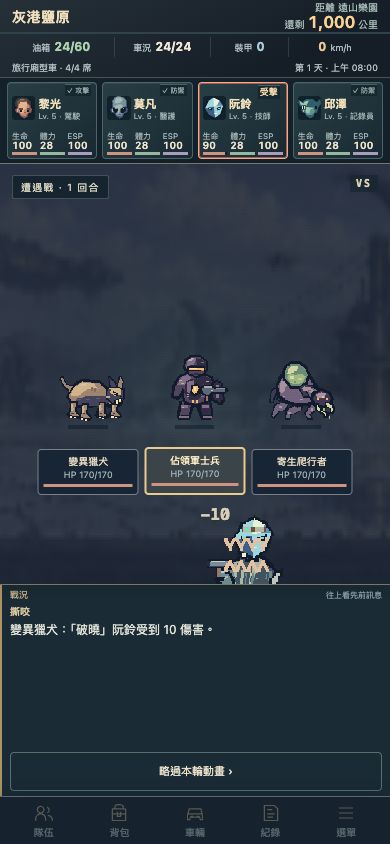 灰港鹽原
距離 遠山樂園
還剩 1,000 公里
油箱 24/60 車況 24/24 裝甲 0 0 km/h
旅行廂型車 · 4/4 席 第 1 天 · 上午 08:00
✓ 攻擊
黎光
Lv. 5 · 駕駛
生命 體力 ESP
100 28 100
✓ 防禦
莫凡
Lv. 5 · 醫護
生命 體力 ESP
100 28 100
受擊
阮鈴
Lv. 5 · 技師
生命 體力 ESP
90 28 100
✓ 防禦
邱澤
Lv. 5 · 記錄員
生命 體力 ESP
100 28 100
遭遇戰 · 1 回合
VS
變異獵犬
HP 170/170
佔領軍士兵
HP 170/170
寄生爬行者
HP 170/170
−10
戰況 往上看先前訊息
撕咬
變異獵犬：「破曉」阮鈴受到 10 傷害。
略過本輪動畫 ›
隊伍 背包 車輛 紀錄 選單